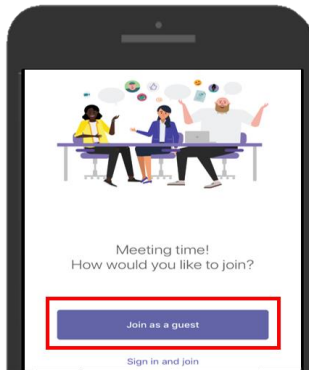 Meeting time!
How would you like to join?
Join as a guest
Sign in and join